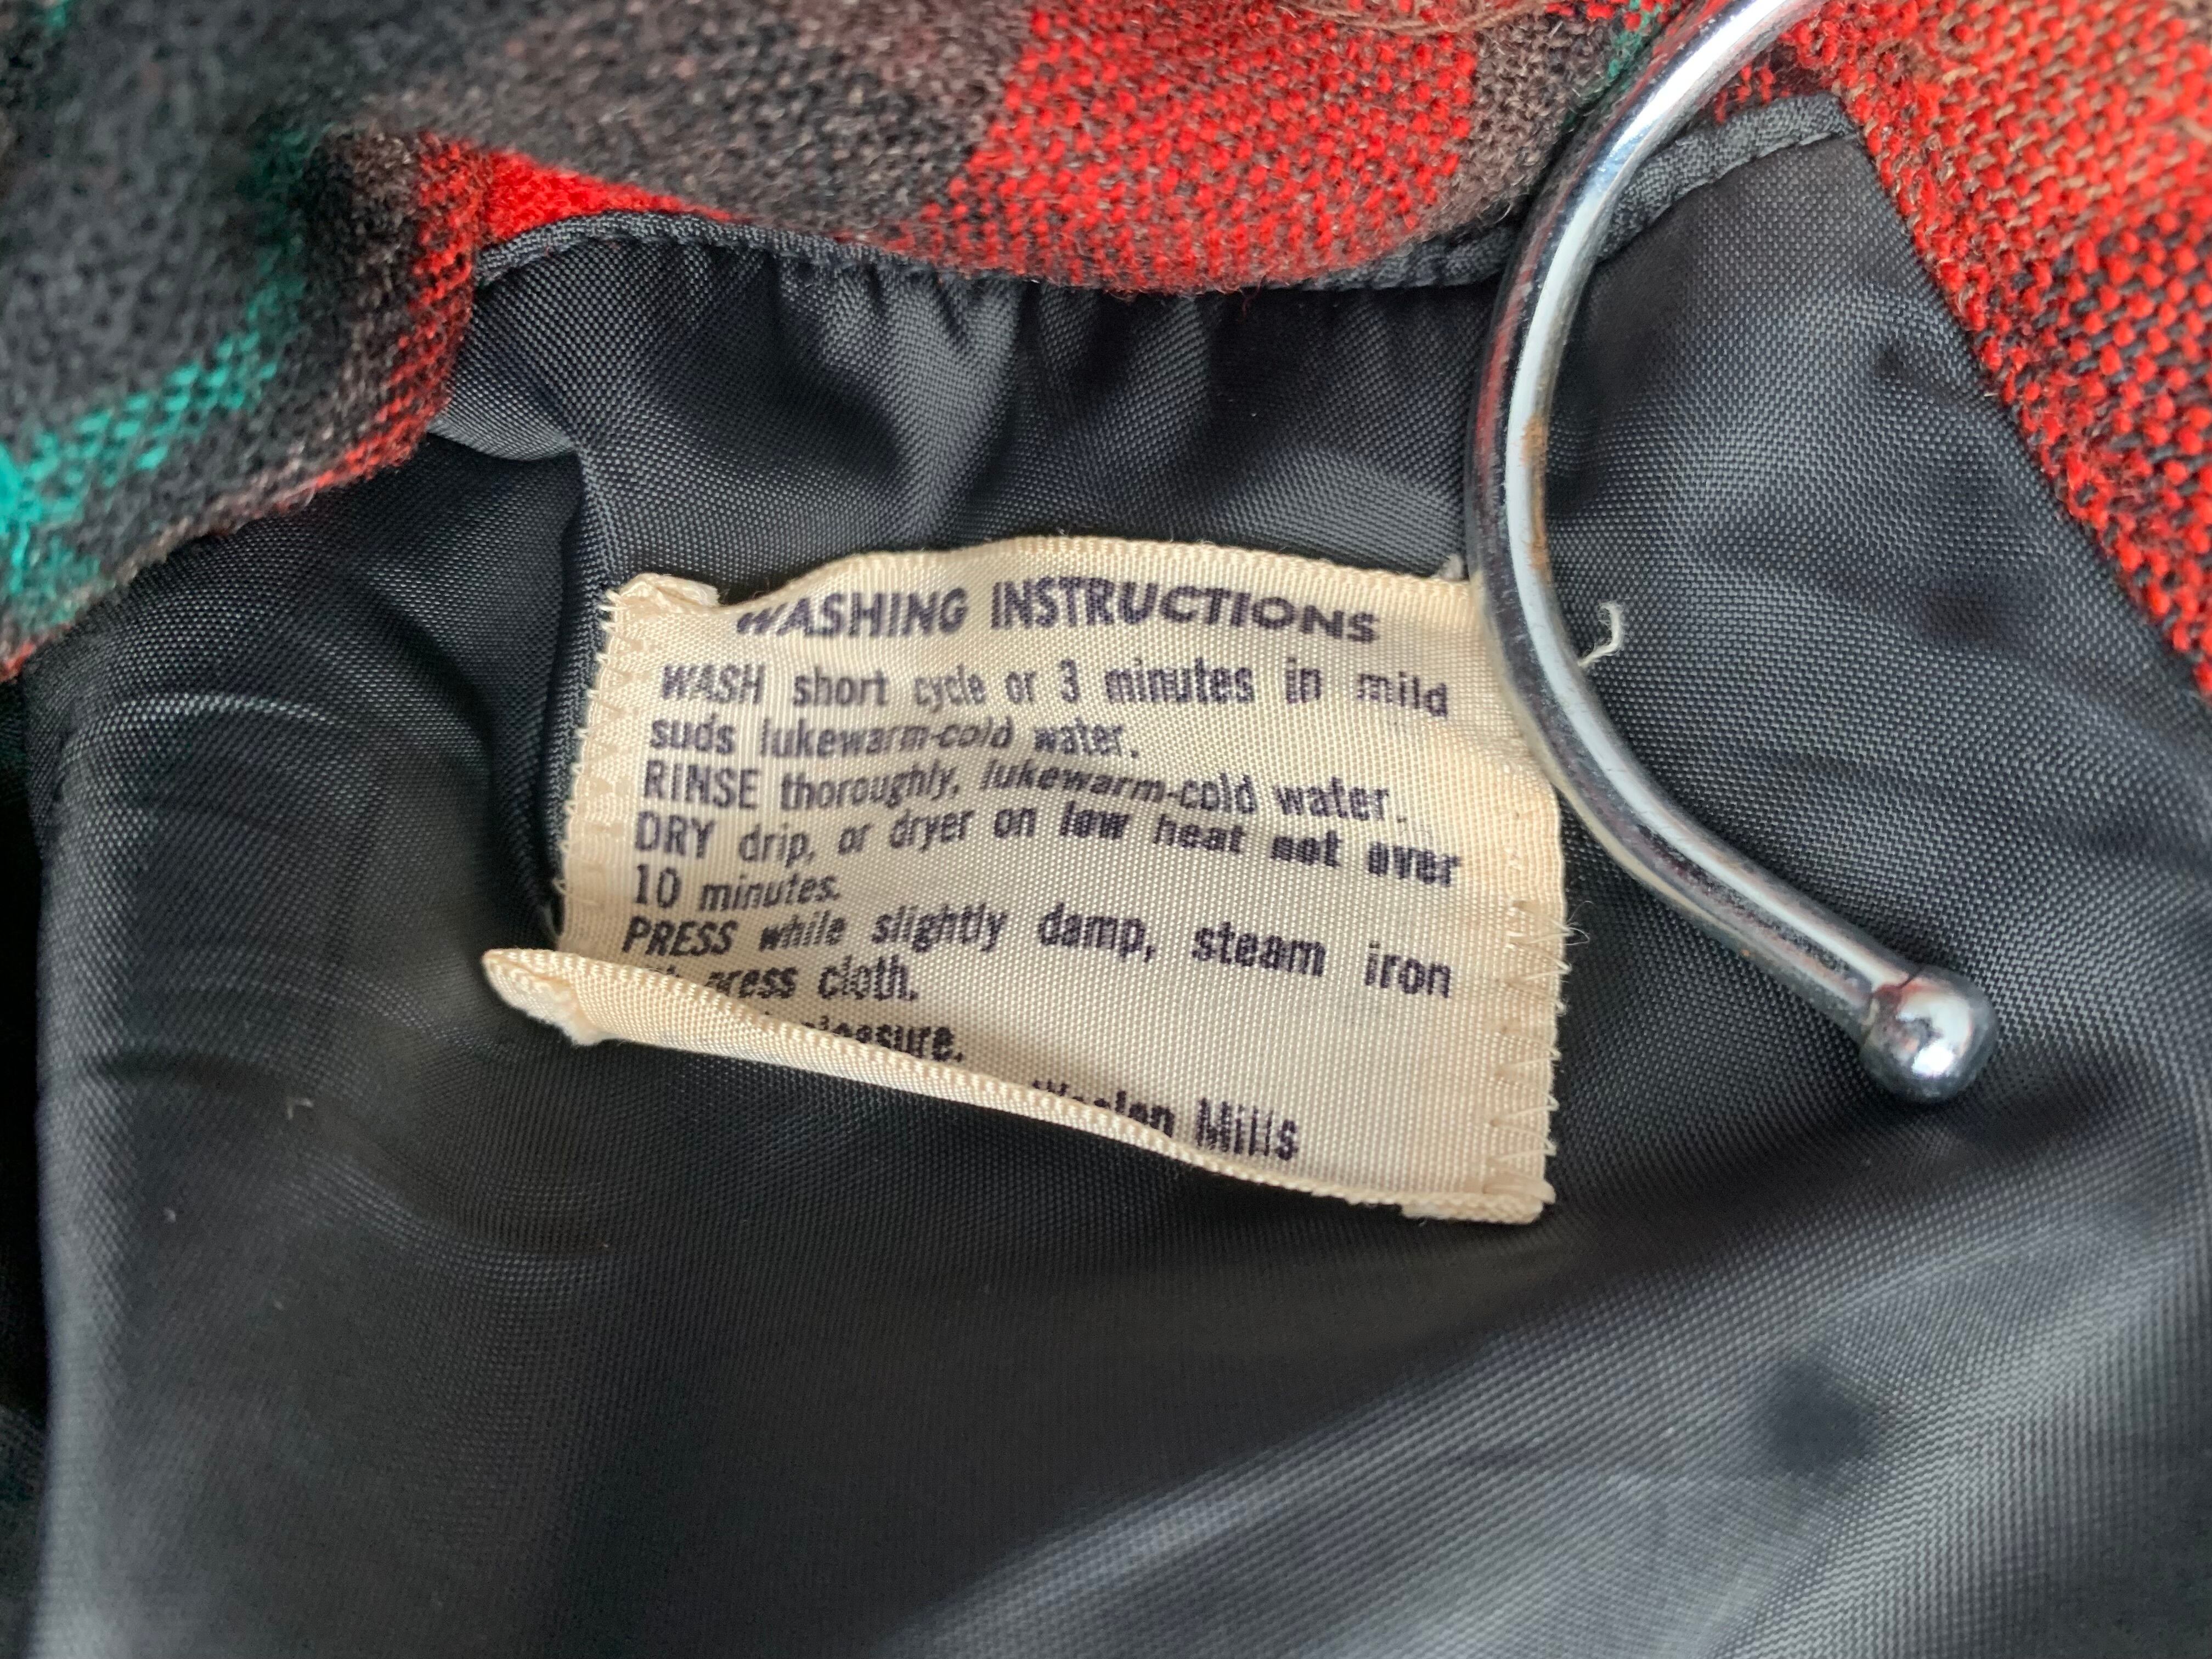 WASHING INSTRUCTIONS
WASH short cycle or 3 minutes in mild
suds lukewarm-cold water.
RINSE thoroughly, lukewarm-cold water.
DRY drip, or dryer on low heat not over
10 minutes.
PRESS while slightly damp, steam iron
press cloth.
Woolen Mills